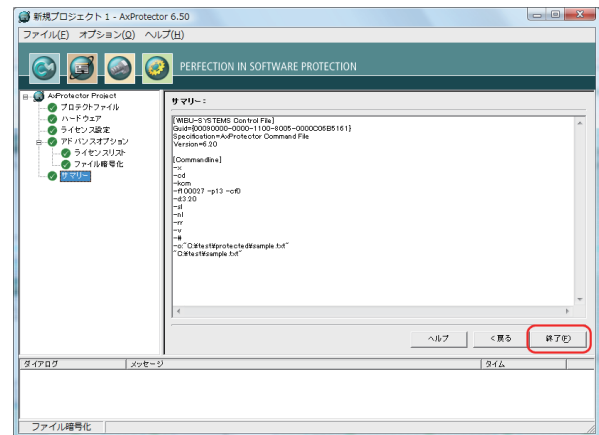 新規プロジェクト 1 - AxProtector 6.50
ファイル(F) オプション(O) ヘルプ(H)
PERFECTION IN SOFTWARE PROTECTION
AxProtector Project
プロテクトファイル
ハードウェア
ライセンス設定
アドバンスオプション
ライセンスリスト
ファイル暗号化
サマリー
サマリー:
[WIBU-SYSTEMS Control File]
Guid={00090000-0000-1100-8005-0000C06B5161}
Specification=AxProtector Command File
Version=6.20
[Commandline]
-x
-cd
-kcm
-f100027 -p13 -cf0
-d:3.20
-sl
-nl
-rr
-v
-#
-o:"C:¥test¥protected¥sample.txt"
"C:¥test¥sample.txt"
ヘルプ
< 戻る
終了(F)
ダイアログ メッセージ タイム
ファイル暗号化